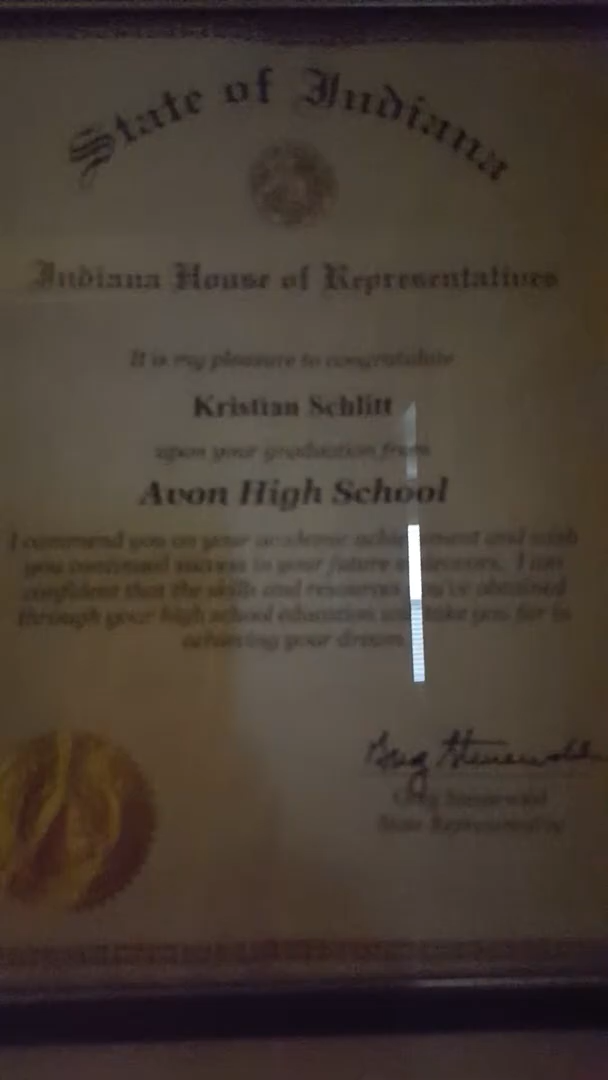 State of Indiana
Indiana House of Representatives
It is my pleasure to congratulate
Kristian Schlitt
upon your graduation from
Avon High School
I commend you on your academic achievement and wish
you continued success in your future endeavors. I am
confident that the skills and resources you've obtained
through your high school education will take you far in
achieving your dream
Greg Steuerwald
State Representative